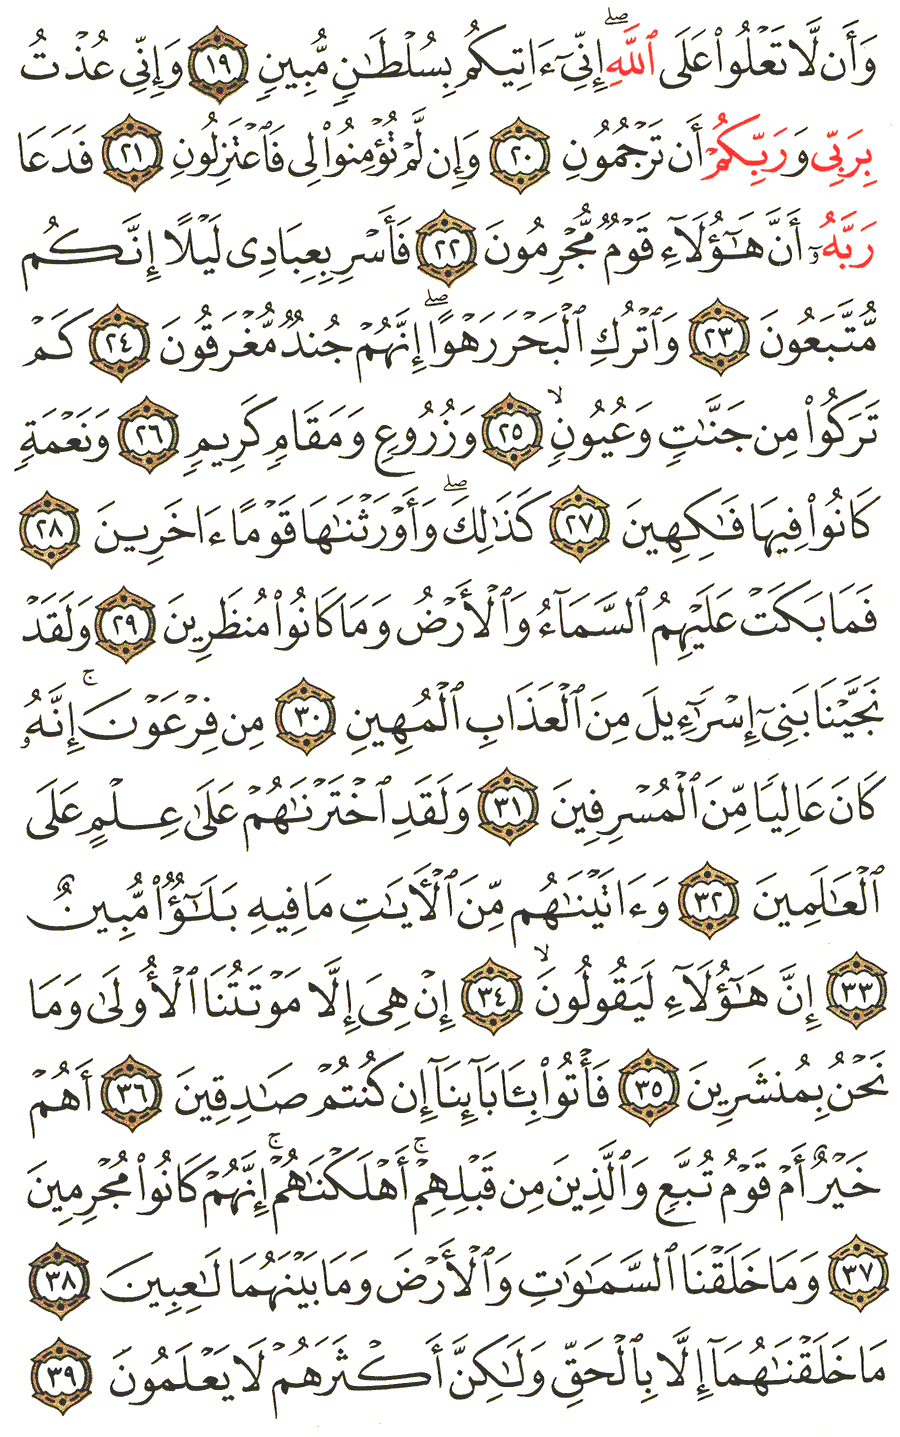 وَأَن لَّا تَعۡلُواْ عَلَى ٱللَّهِۖ إِنِّيٓ ءَاتِيكُم بِسُلۡطَٰنٖ مُّبِينٖ ١٩ وَإِنِّي عُذۡتُ
بِرَبِّي وَرَبِّكُمۡ أَن تَرۡجُمُونِ ٢٠ وَإِن لَّمۡ تُؤۡمِنُواْ لِي فَٱعۡتَزِلُونِ ٢١ فَدَعَا
رَبَّهُۥٓ أَنَّ هَٰٓؤُلَآءِ قَوۡمٞ مُّجۡرِمُونَ ٢٢ فَأَسۡرِ بِعِبَادِي لَيۡلًا إِنَّكُم
مُّتَّبَعُونَ ٢٣ وَٱتۡرُكِ ٱلۡبَحۡرَ رَهۡوًاۖ إِنَّهُمۡ جُندٞ مُّغۡرَقُونَ ٢٤ كَمۡ
تَرَكُواْ مِن جَنَّٰتٖ وَعُيُونٖۙ ٢٥ وَزُرُوعٖ وَمَقَامٖ كَرِيمٖ ٢٦ وَنَعۡمَةٖ
كَانُواْ فِيهَا فَٰكِهِينَ ٢٧ كَذَٰلِكَۖ وَأَوۡرَثۡنَٰهَا قَوۡمًا ءَاخَرِينَ ٢٨
فَمَا بَكَتۡ عَلَيۡهِمُ ٱلسَّمَآءُ وَٱلۡأَرۡضُ وَمَا كَانُواْ مُنظَرِينَ ٢٩ وَلَقَدۡ
نَجَّيۡنَا بَنِيٓ إِسۡرَٰٓءِيلَ مِنَ ٱلۡعَذَابِ ٱلۡمُهِينِ ٣٠ مِن فِرۡعَوۡنَۚ إِنَّهُۥ
كَانَ عَالِيٗا مِّنَ ٱلۡمُسۡرِفِينَ ٣١ وَلَقَدِ ٱخۡتَرۡنَٰهُمۡ عَلَىٰ عِلۡمٍ عَلَى
ٱلۡعَٰلَمِينَ ٣٢ وَءَاتَيۡنَٰهُم مِّنَ ٱلۡأٓيَٰتِ مَا فِيهِ بَلَٰٓؤٞاْ مُّبِينٌ
٣٣ إِنَّ هَٰٓؤُلَآءِ لَيَقُولُونَۙ ٣٤ إِنۡ هِيَ إِلَّا مَوۡتَتُنَا ٱلۡأُولَىٰ وَمَا
نَحۡنُ بِمُنشَرِينَ ٣٥ فَأۡتُواْ بِـَٔابَآئِنَآ إِن كُنتُمۡ صَٰدِقِينَ ٣٦ أَهُمۡ
خَيۡرٌ أَمۡ قَوۡمُ تُبَّعٖ وَٱلَّذِينَ مِن قَبۡلِهِمۡۚ أَهۡلَكۡنَٰهُمۡۚ إِنَّهُمۡ كَانُواْ مُجۡرِمِينَ
٣٧ وَمَا خَلَقۡنَا ٱلسَّمَٰوَٰتِ وَٱلۡأَرۡضَ وَمَا بَيۡنَهُمَا لَٰعِبِينَ ٣٨
مَا خَلَقۡنَٰهُمَآ إِلَّا بِٱلۡحَقِّ وَلَٰكِنَّ أَكۡثَرَهُمۡ لَا يَعۡلَمُونَ ٣٩